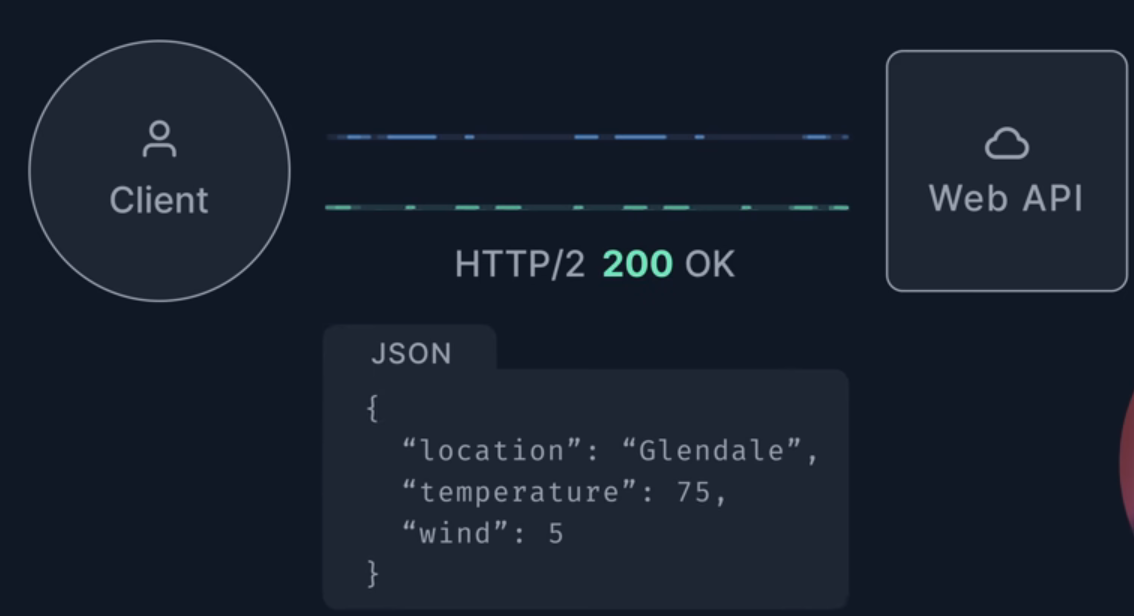 Client
Web API
HTTP/2 200 OK
JSON
{
“location”: “Glendale”,
“temperature”: 75,
“wind”: 5
}